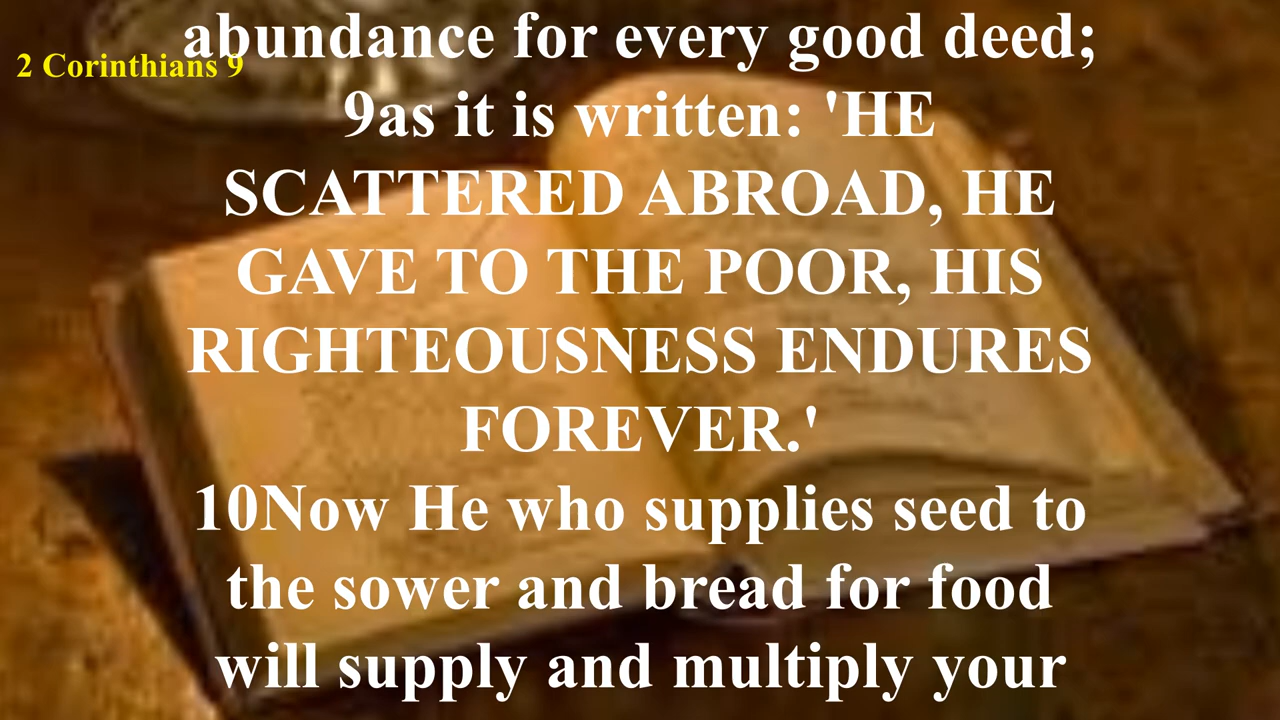 abundance for every good deed;
2 Corinthians 9
9as it is written: 'HE
SCATTERED ABROAD, HE
GAVE TO THE POOR, HIS
RIGHTEOUSNESS ENDURES
FOREVER.'
10Now He who supplies seed to
the sower and bread for food
will supply and multiply your